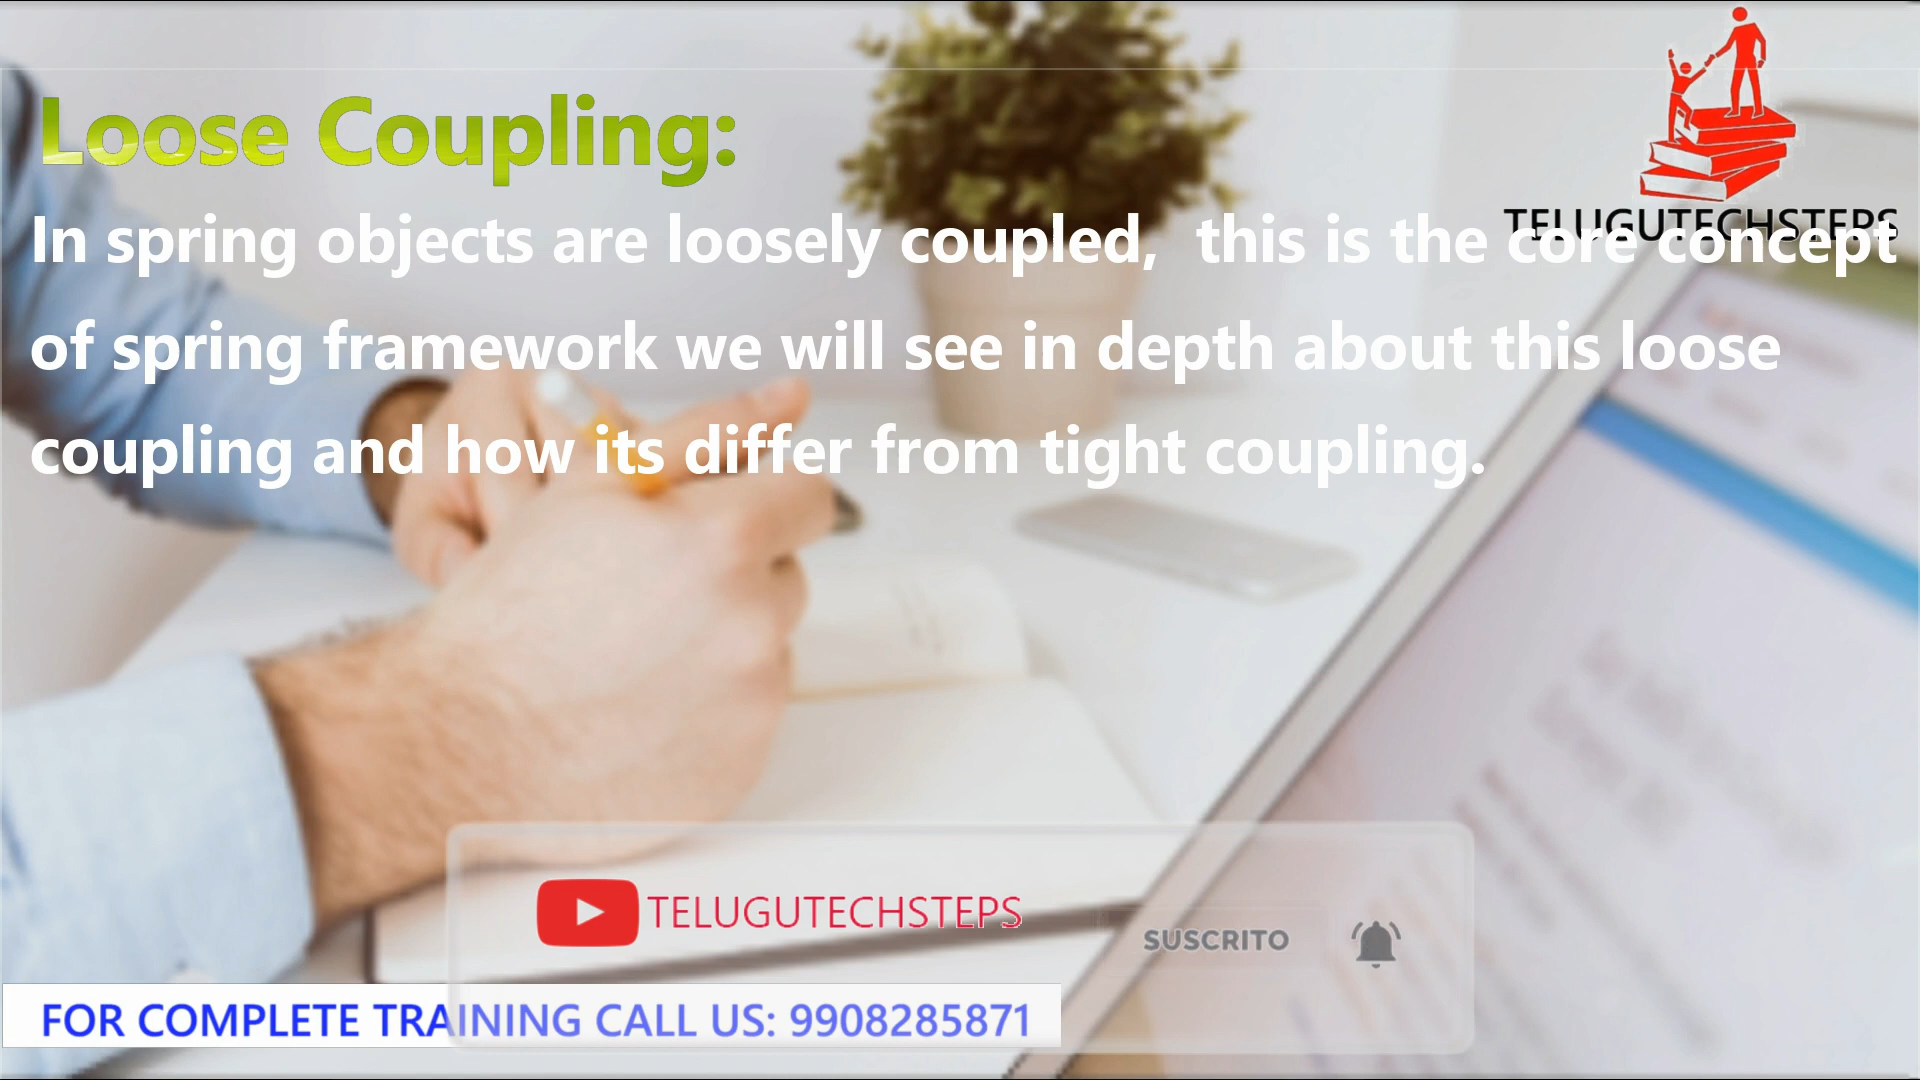 Loose Coupling:
TELUGUTECHSTEPS
In spring objects are loosely coupled,  this is the core concept
of spring framework we will see in depth about this loose
coupling and how its differ from tight coupling.
TELUGUTECHSTEPS
SUSCRITO
FOR COMPLETE TRAINING CALL US: 9908285871